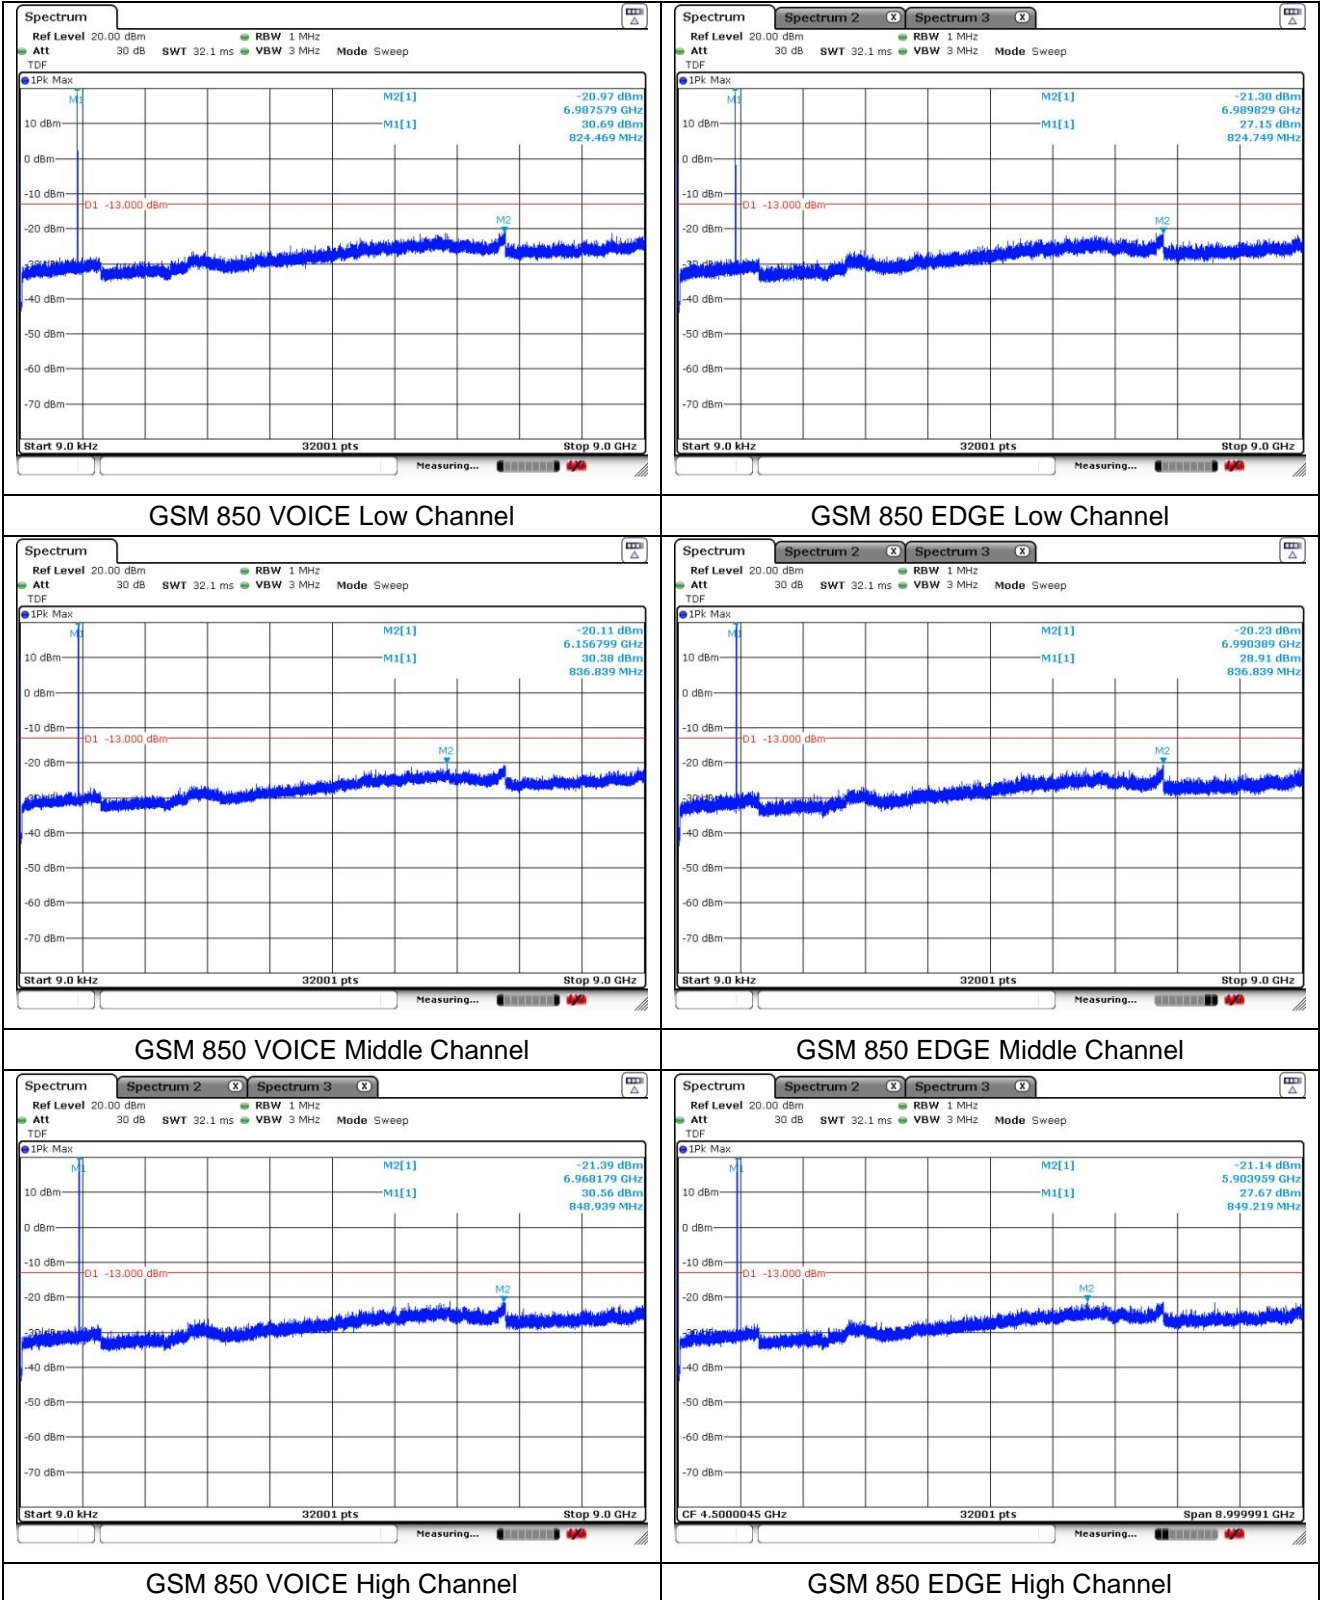 Spectrum
Ref Level 20.00 dBm RBW 1 MHz
Att 30 dB SWT 32.1 ms VBW 3 MHz Mode Sweep
TDF
1Pk Max
M1
M2[1] -20.97 dBm
6.987579 GHz
10 dBm M1[1] 30.69 dBm
824.469 MHz
0 dBm
-10 dBm
D1 -13.000 dBm
-20 dBm
M2
-40 dBm
-50 dBm
-60 dBm
-70 dBm
Start 9.0 kHz 32001 pts Stop 9.0 GHz
Measuring...
GSM 850 VOICE Low Channel
Spectrum Spectrum 2 X Spectrum 3 X
Ref Level 20.00 dBm RBW 1 MHz
Att 30 dB SWT 32.1 ms VBW 3 MHz Mode Sweep
TDF
1Pk Max
M1
M2[1] -21.30 dBm
6.989829 GHz
10 dBm M1[1] 27.15 dBm
824.749 MHz
0 dBm
-10 dBm
D1 -13.000 dBm
-20 dBm
M2
-40 dBm
-50 dBm
-60 dBm
-70 dBm
Start 9.0 kHz 32001 pts Stop 9.0 GHz
Measuring...
GSM 850 EDGE Low Channel
Spectrum
Ref Level 20.00 dBm RBW 1 MHz
Att 30 dB SWT 32.1 ms VBW 3 MHz Mode Sweep
TDF
1Pk Max
M1
M2[1] -20.11 dBm
6.156799 GHz
10 dBm M1[1] 30.38 dBm
836.839 MHz
0 dBm
-10 dBm
D1 -13.000 dBm
M2
-20 dBm
-40 dBm
-50 dBm
-60 dBm
-70 dBm
Start 9.0 kHz 32001 pts Stop 9.0 GHz
Measuring...
GSM 850 VOICE Middle Channel
Spectrum Spectrum 2 X Spectrum 3 X
Ref Level 20.00 dBm RBW 1 MHz
Att 30 dB SWT 32.1 ms VBW 3 MHz Mode Sweep
TDF
1Pk Max
M1
M2[1] -20.23 dBm
6.990389 GHz
10 dBm M1[1] 28.91 dBm
836.839 MHz
0 dBm
-10 dBm
D1 -13.000 dBm
M2
-20 dBm
-40 dBm
-50 dBm
-60 dBm
-70 dBm
Start 9.0 kHz 32001 pts Stop 9.0 GHz
Measuring...
GSM 850 EDGE Middle Channel
Spectrum Spectrum 2 X Spectrum 3 X
Ref Level 20.00 dBm RBW 1 MHz
Att 30 dB SWT 32.1 ms VBW 3 MHz Mode Sweep
TDF
1Pk Max
M1
M2[1] -21.39 dBm
6.968179 GHz
10 dBm M1[1] 30.56 dBm
848.939 MHz
0 dBm
-10 dBm
D1 -13.000 dBm
M2
-20 dBm
-40 dBm
-50 dBm
-60 dBm
-70 dBm
Start 9.0 kHz 32001 pts Stop 9.0 GHz
Measuring...
GSM 850 VOICE High Channel
Spectrum Spectrum 2 X Spectrum 3 X
Ref Level 20.00 dBm RBW 1 MHz
Att 30 dB SWT 32.1 ms VBW 3 MHz Mode Sweep
TDF
1Pk Max
M1
M2[1] -21.14 dBm
5.903959 GHz
10 dBm M1[1] 27.67 dBm
849.219 MHz
0 dBm
-10 dBm
D1 -13.000 dBm
M2
-20 dBm
-40 dBm
-50 dBm
-60 dBm
-70 dBm
CF 4.5000045 GHz 32001 pts Span 8.999991 GHz
Measuring...
GSM 850 EDGE High Channel